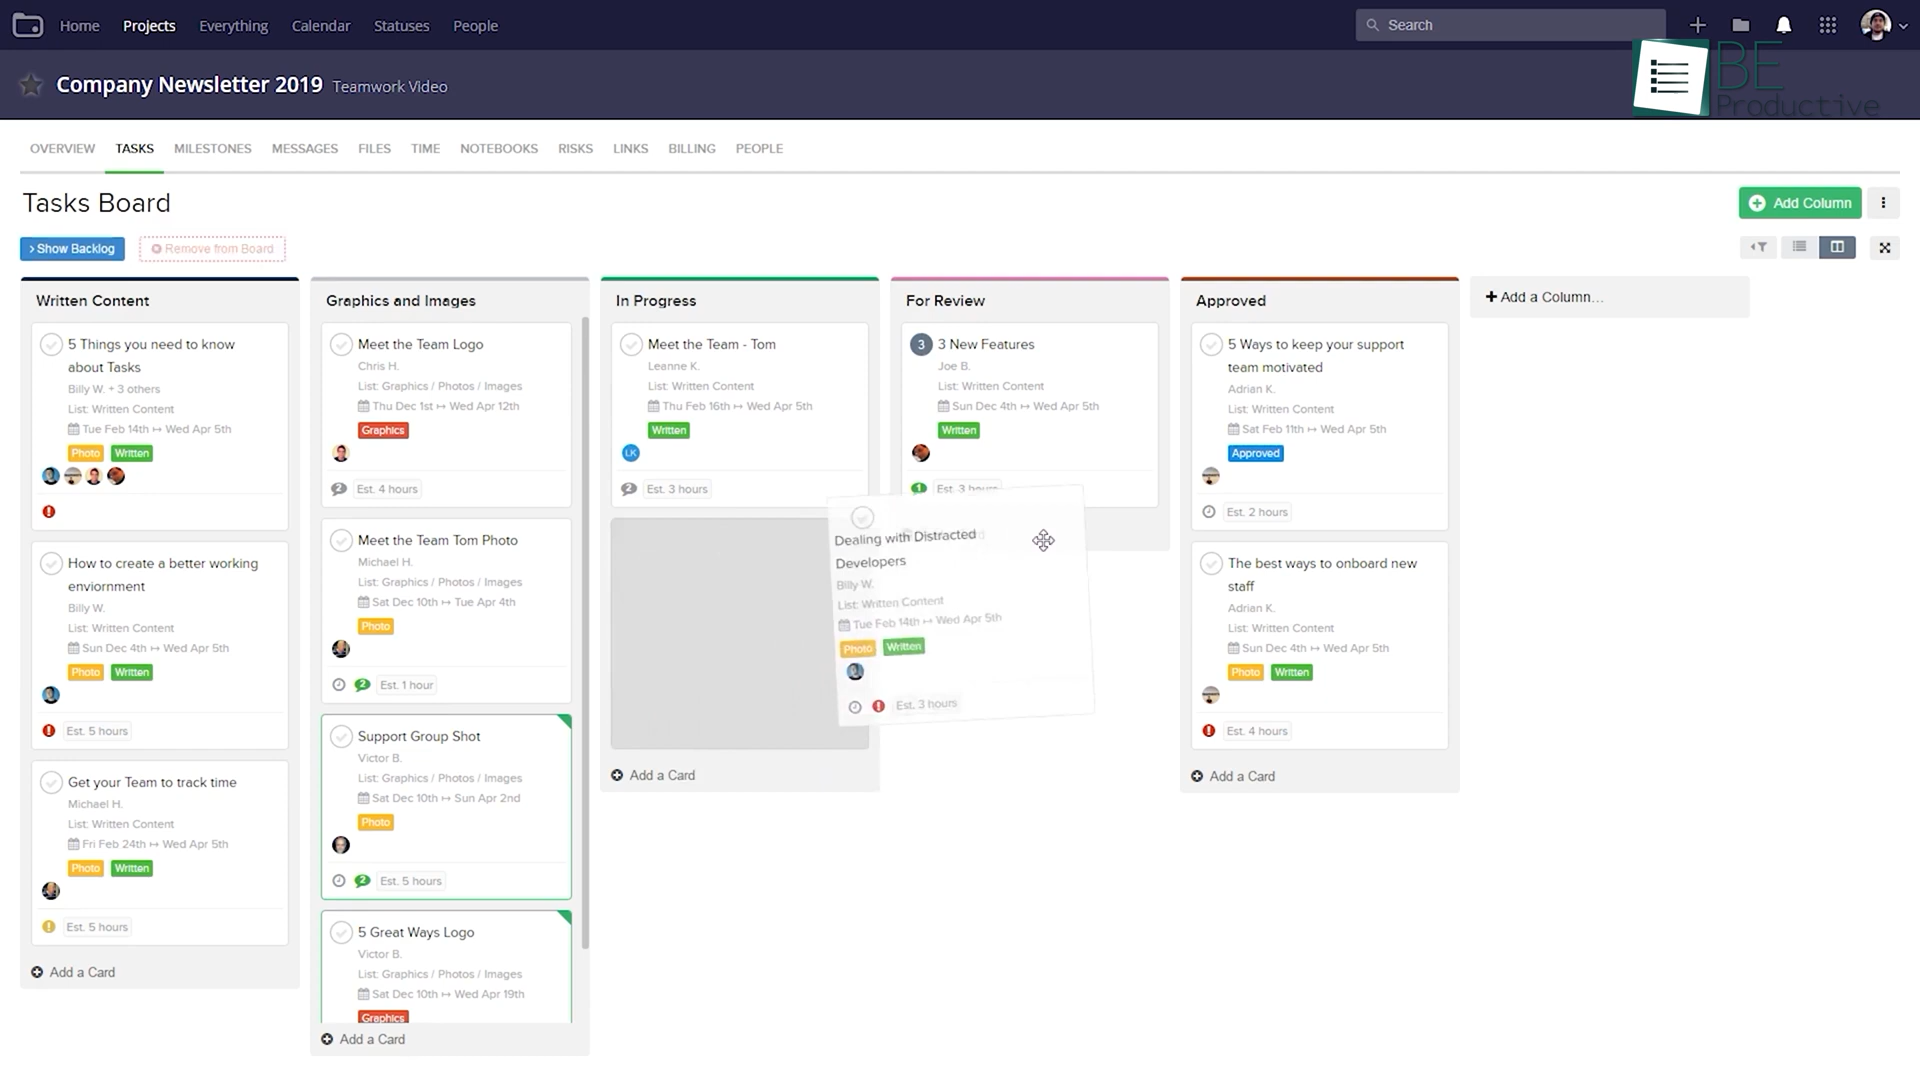 Home Projects Everything Calendar Statuses People
Search
Company Newsletter 2019 Teamwork Video
BE
Productive
OVERVIEW TASKS MILESTONES MESSAGES FILES TIME NOTEBOOKS RISKS LINKS BILLING PEOPLE
Tasks Board
Add Column
Show Backlog
Remove from Board
Written Content
5 Things you need to know
about Tasks
Billy W. + 3 others
List: Written Content
Tue Feb 14th ↦ Wed Apr 5th
Photo Written
How to create a better working
enviornment
Billy W.
List: Written Content
Sun Dec 4th ↦ Wed Apr 5th
Photo Written
Est. 5 hours
Get your Team to track time
Michael H.
List: Written Content
Fri Feb 24th ↦ Wed Apr 5th
Photo Written
Est. 5 hours
Add a Card
Graphics and Images
Meet the Team Logo
Chris H.
List: Graphics / Photos / Images
Thu Dec 1st ↦ Wed Apr 12th
Graphics
2 Est. 4 hours
Meet the Team Tom Photo
Michael H.
List: Graphics / Photos / Images
Sat Dec 10th ↦ Tue Apr 4th
Photo
2 Est. 1 hour
Support Group Shot
Victor B.
List: Graphics / Photos / Images
Sat Dec 10th ↦ Sun Apr 2nd
Photo
2 Est. 5 hours
5 Great Ways Logo
Victor B.
List: Graphics / Photos / Images
Sat Dec 10th ↦ Wed Apr 19th
Graphics
Add a Card
In Progress
Meet the Team - Tom
Leanne K.
List: Written Content
Thu Feb 16th ↦ Wed Apr 5th
Written
LK
2 Est. 3 hours
Add a Card
For Review
3 3 New Features
Joe B.
List: Written Content
Sun Dec 4th ↦ Wed Apr 5th
Written
1 Est. 3 hours
Dealing with Distracted
Developers
Billy W.
List: Written Content
Tue Feb 14th ↦ Wed Apr 5th
Photo Written
Est. 3 hours
Approved
5 Ways to keep your support
team motivated
Adrian K.
List: Written Content
Sat Feb 11th ↦ Wed Apr 5th
Approved
Est. 2 hours
The best ways to onboard new
staff
Adrian K.
List: Written Content
Sun Dec 4th ↦ Wed Apr 5th
Photo Written
Est. 4 hours
Add a Card
Add a Column...